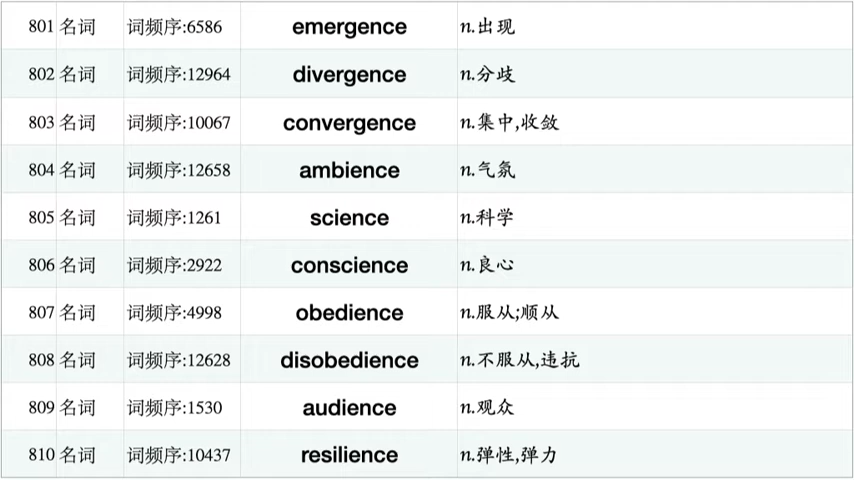 801 名词 词频序:6586 emergence n.出现
802 名词 词频序:12964 divergence n.分歧
803 名词 词频序:10067 convergence n.集中,收敛
804 名词 词频序:12658 ambience n.气氛
805 名词 词频序:1261 science n.科学
806 名词 词频序:2922 conscience n.良心
807 名词 词频序:4998 obedience n.服从;顺从
808 名词 词频序:12628 disobedience n.不服从,违抗
809 名词 词频序:1530 audience n.观众
810 名词 词频序:10437 resilience n.弹性,弹力